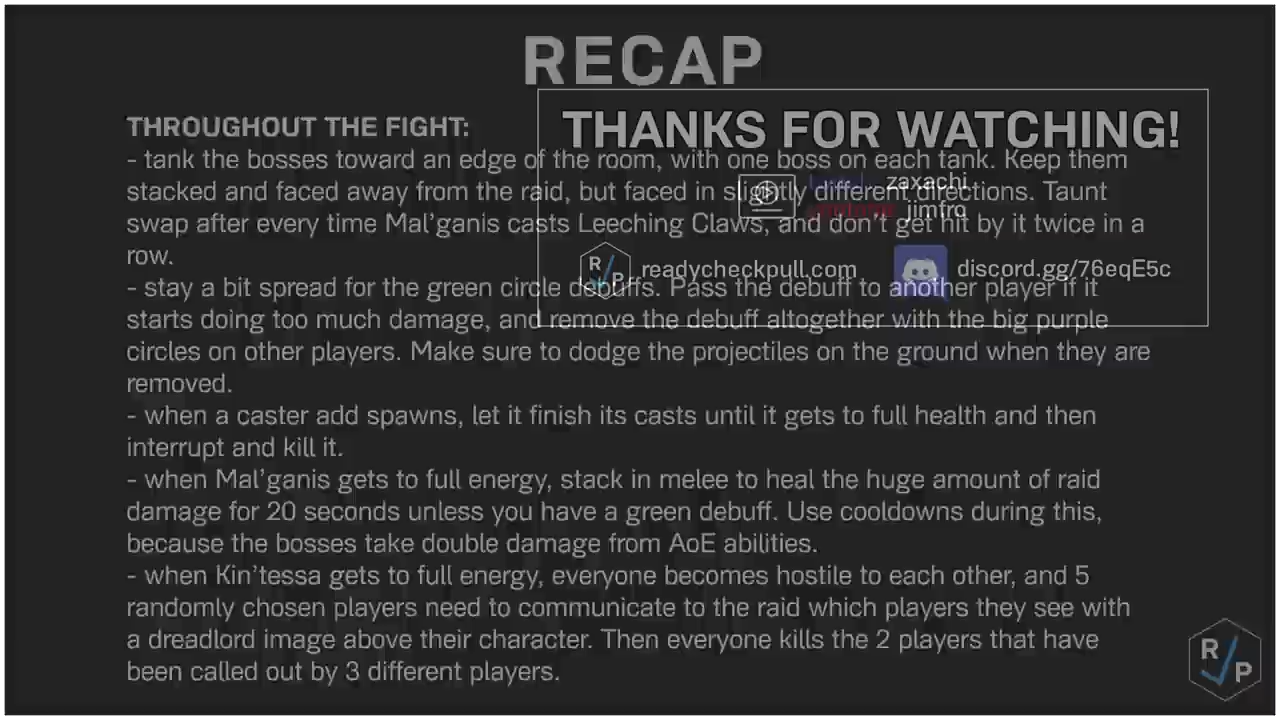 RECAP
THANKS FOR WATCHING!
THROUGHOUT THE FIGHT:
- tank the bosses toward an edge of the room, with one boss on each tank. Keep them
stacked and faced away from the raid, but faced in slightly different directions. Taunt
swap after every time Mal'ganis casts Leeching Claws, and don't get hit by it twice in a
row.
- stay a bit spread for the green circle debuffs. Pass the debuff to another player if it
starts doing too much damage, and remove the debuff altogether with the big purple
circles on other players. Make sure to dodge the projectiles on the ground when they are
removed.
- when a caster add spawns, let it finish its casts until it gets to full health and then
interrupt and kill it.
- when Mal'ganis gets to full energy, stack in melee to heal the huge amount of raid
damage for 20 seconds unless you have a green debuff. Use cooldowns during this,
because the bosses take double damage from AoE abilities.
- when Kin'tessa gets to full energy, everyone becomes hostile to each other, and 5
randomly chosen players need to communicate to the raid which players they see with
a dreadlord image above their character. Then everyone kills the 2 players that have
been called out by 3 different players.
zaxachi
jimfro
R P readycheckpull.com
discord.gg/76eqE5c
R P